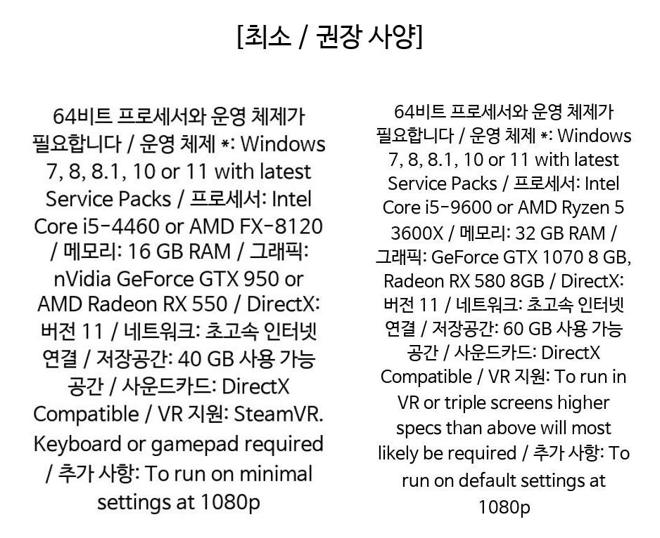 [최소 / 권장 사양]
64비트 프로세서와 운영 체제가
필요합니다 / 운영 체제 *: Windows
7, 8, 8.1, 10 or 11 with latest
Service Packs / 프로세서: Intel
Core i5-4460 or AMD FX-8120
/ 메모리: 16 GB RAM / 그래픽:
nVidia GeForce GTX 950 or
AMD Radeon RX 550 / DirectX:
버전 11 / 네트워크: 초고속 인터넷
연결 / 저장공간: 40 GB 사용 가능
공간 / 사운드카드: DirectX
Compatible / VR 지원: SteamVR.
Keyboard or gamepad required
/ 추가 사항: To run on minimal
settings at 1080p
64비트 프로세서와 운영 체제가
필요합니다 / 운영 체제 *: Windows
7, 8, 8.1, 10 or 11 with latest
Service Packs / 프로세서: Intel
Core i5-9600 or AMD Ryzen 5
3600X / 메모리: 32 GB RAM /
그래픽: GeForce GTX 1070 8 GB,
Radeon RX 580 8GB / DirectX:
버전 11 / 네트워크: 초고속 인터넷
연결 / 저장공간: 60 GB 사용 가능
공간 / 사운드카드: DirectX
Compatible / VR 지원: To run in
VR or triple screens higher
specs than above will most
likely be required / 추가 사항: To
run on default settings at
1080p